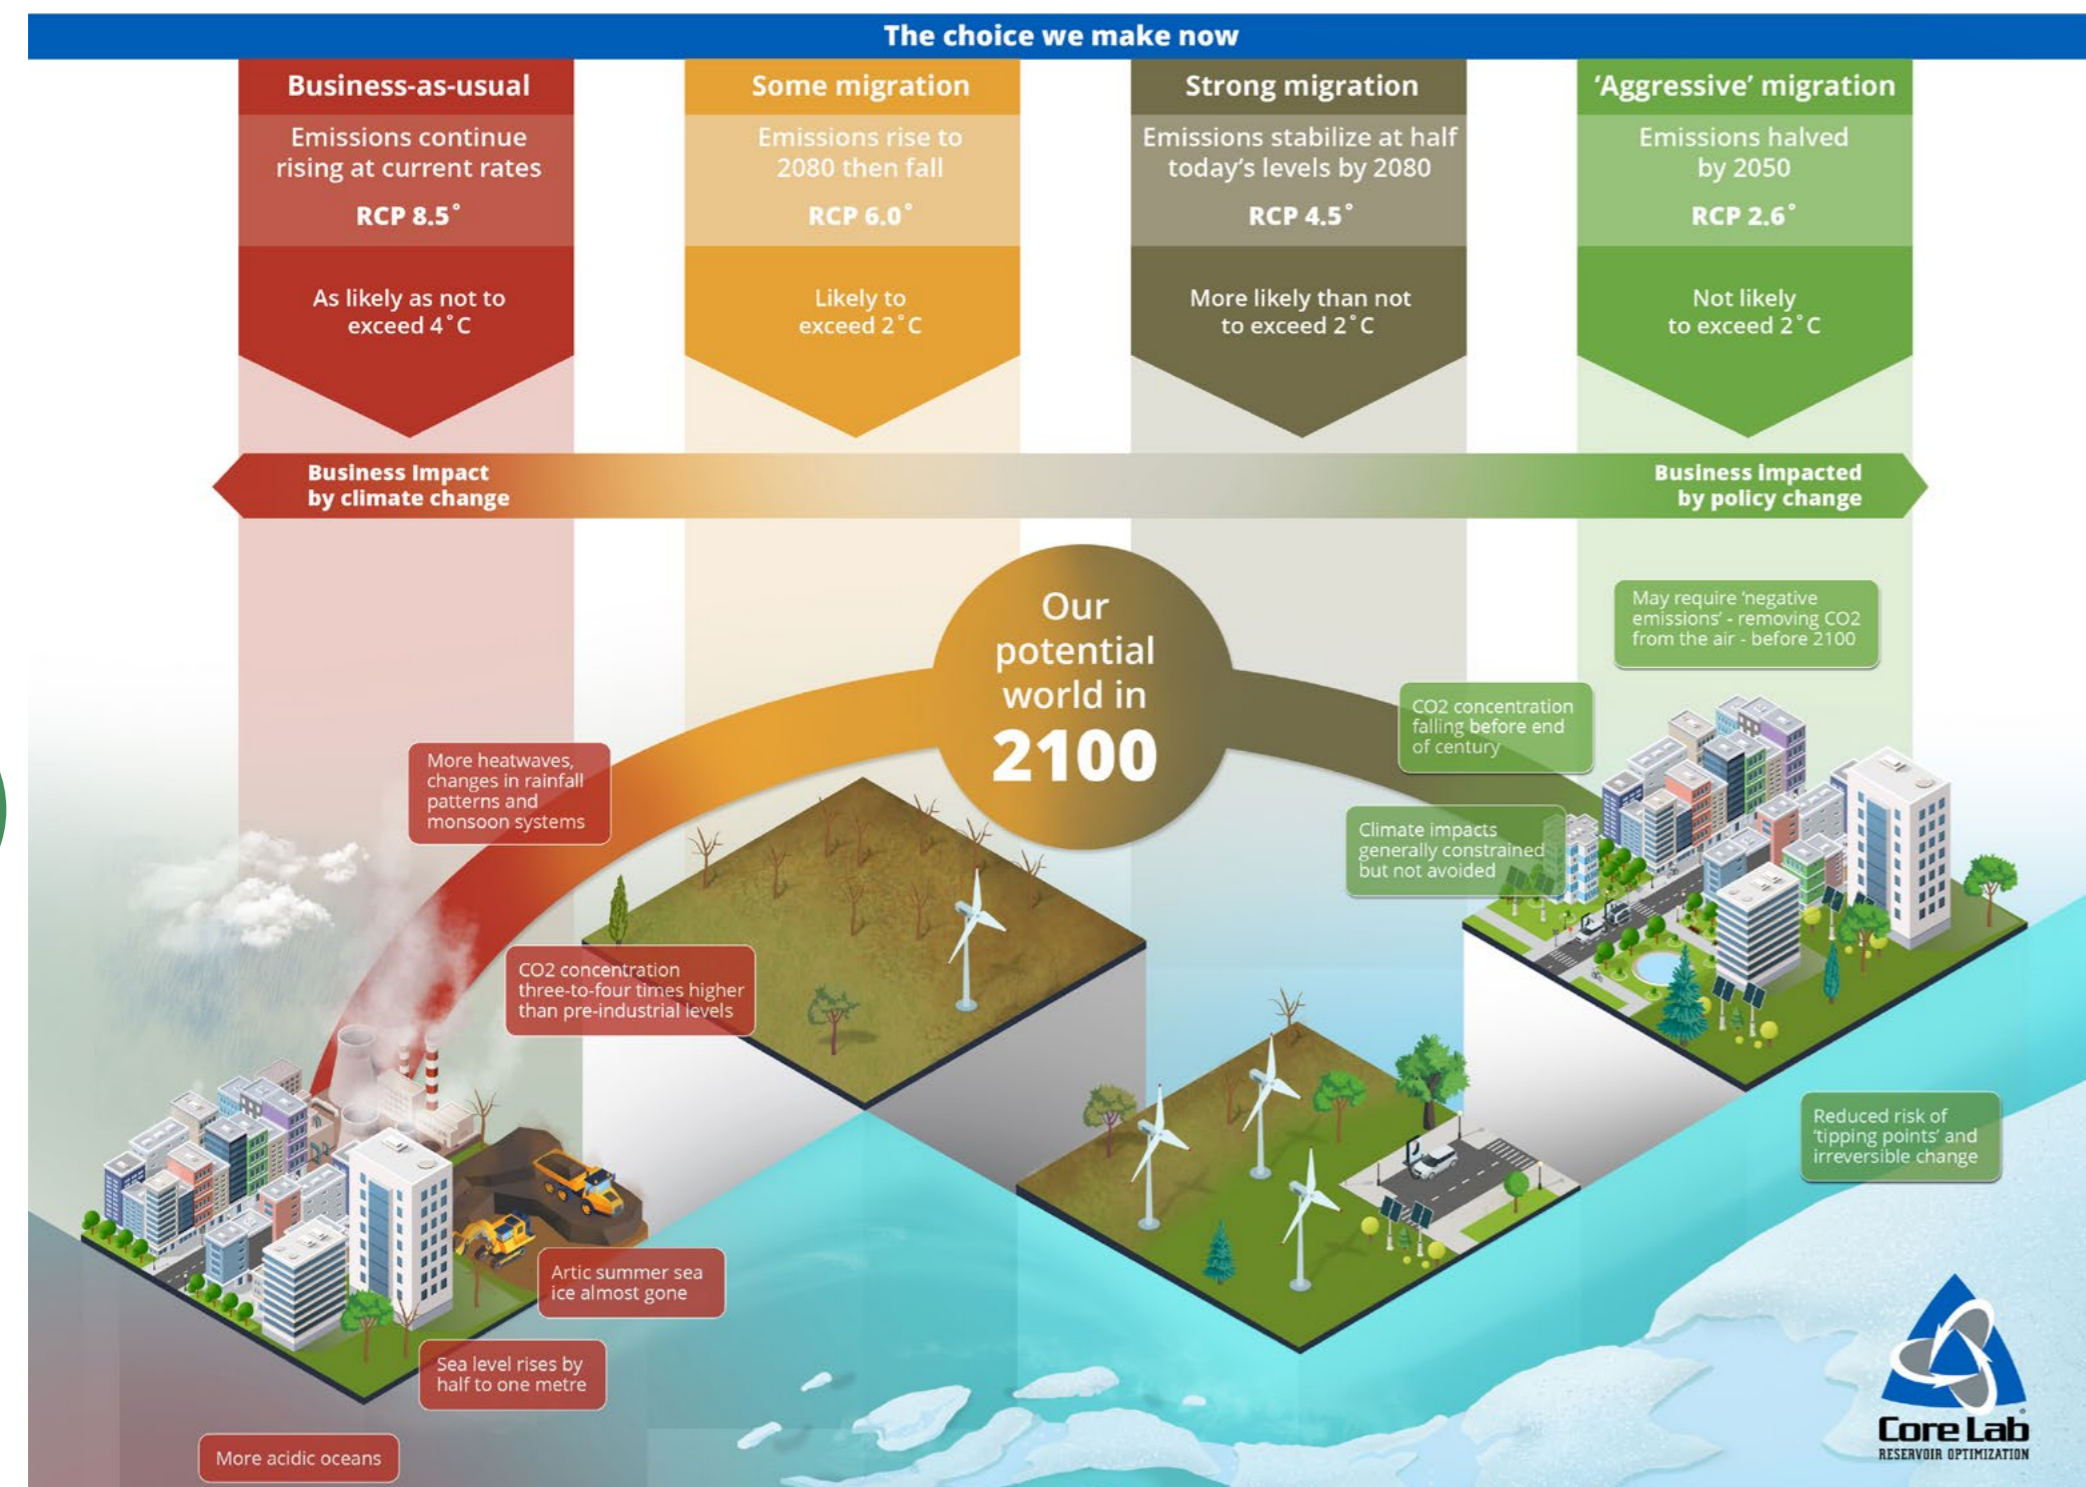 The choice we make now
Business-as-usual
Emissions continue
rising at current rates
RCP 8.5˚
As likely as not to
exceed 4˚C
Some migration
Emissions rise to
2080 then fall
RCP 6.0˚
Likely to
exceed 2˚C
Strong migration
Emissions stabilize at half
today's levels by 2080
RCP 4.5˚
More likely than not
to exceed 2˚C
'Aggressive' migration
Emissions halved
by 2050
RCP 2.6˚
Not likely
to exceed 2˚C
Business Impact
by climate change
Business impacted
by policy change
Our
potential
world in
2100
More heatwaves,
changes in rainfall
patterns and
monsoon systems
CO2 concentration
three-to-four times higher
than pre-industrial levels
Artic summer sea
ice almost gone
Sea level rises by
half to one metre
More acidic oceans
May require 'negative
emissions' - removing CO2
from the air - before 2100
CO2 concentration
falling before end
of century
Climate impacts
generally constrained
but not avoided
Reduced risk of
'tipping points' and
irreversible change
Core Lab
RESERVOIR OPTIMIZATION